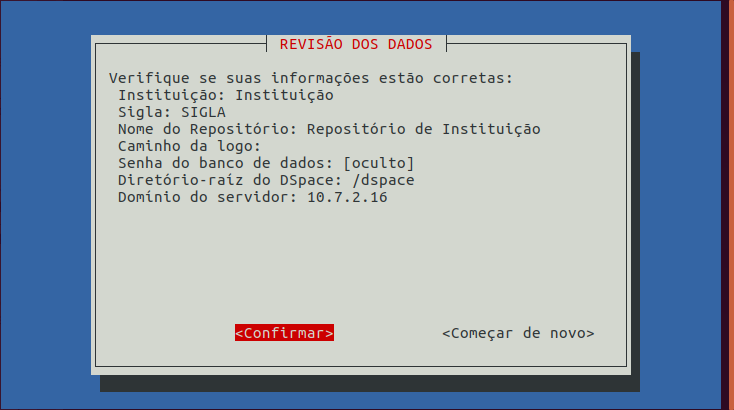 REVISÃO DOS DADOS
Verifique se suas informações estão corretas:
Instituição: Instituição
Sigla: SIGLA
Nome do Repositório: Repositório de Instituição
Caminho da logo:
Senha do banco de dados: [oculto]
Diretório-raíz do DSpace: /dspace
Domínio do servidor: 10.7.2.16
<Confirmar> <Começar de novo>